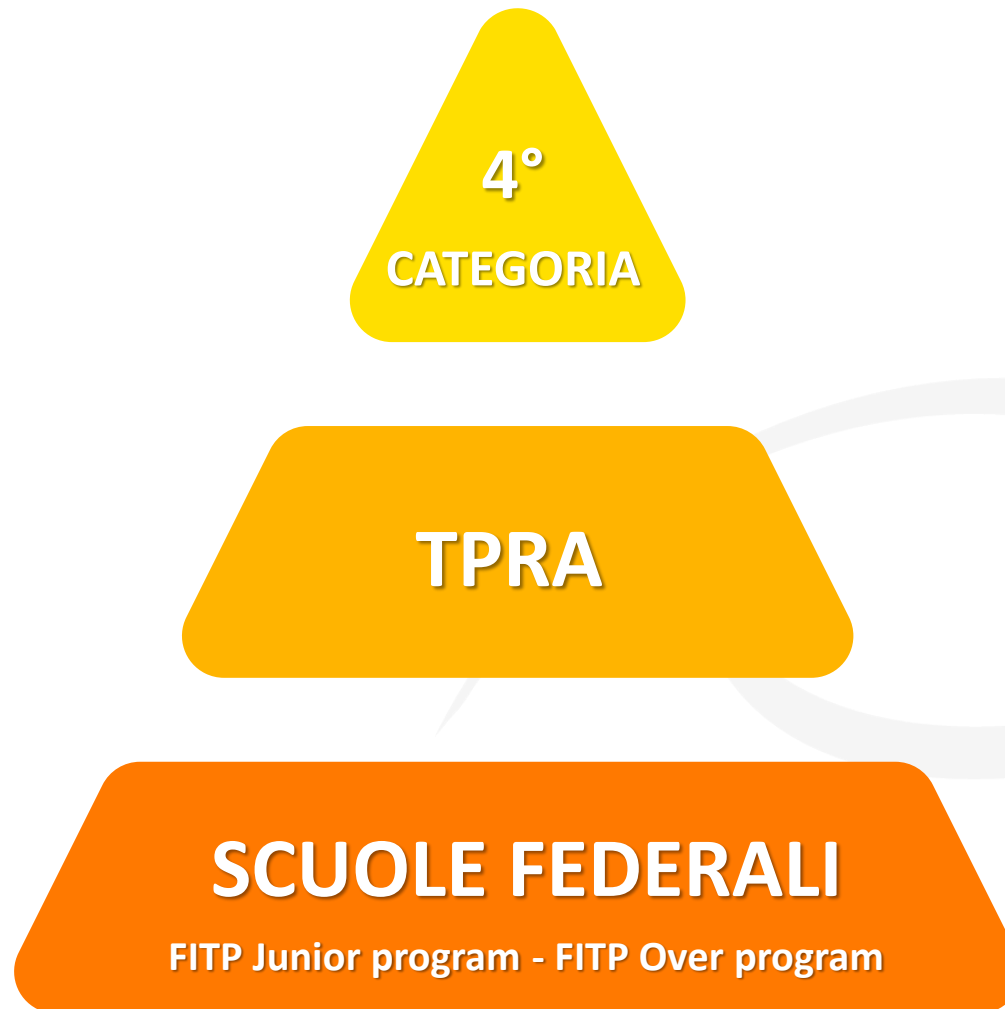 4°
CATEGORIA
TPRA
SCUOLE FEDERALI
FITP Junior program - FITP Over program